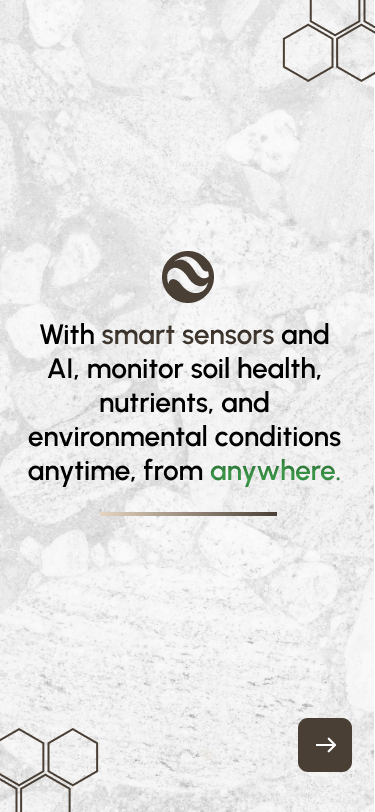 With smart sensors and
AI, monitor soil health,
nutrients, and
environmental conditions
anytime, from anywhere.